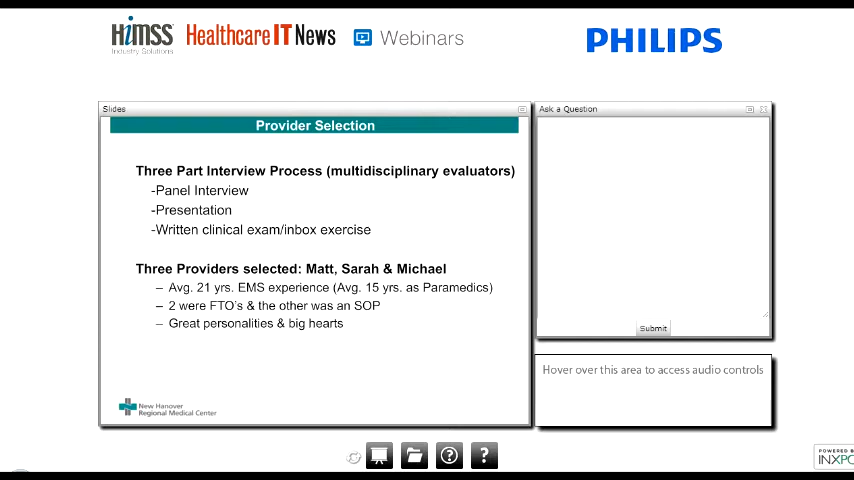 HiMSS
Industry Solutions
Healthcare IT News
Webinars
PHILIPS
Slides
Provider Selection
Three Part Interview Process (multidisciplinary evaluators)
-Panel Interview
-Presentation
-Written clinical exam/inbox exercise
Three Providers selected: Matt, Sarah & Michael
– Avg. 21 yrs. EMS experience (Avg. 15 yrs. as Paramedics)
– 2 were FTO's & the other was an SOP
– Great personalities & big hearts
New Hanover
Regional Medical Center
Ask a Question
Submit
Hover over this area to access audio controls
?
?
POWERED BY
INXPO